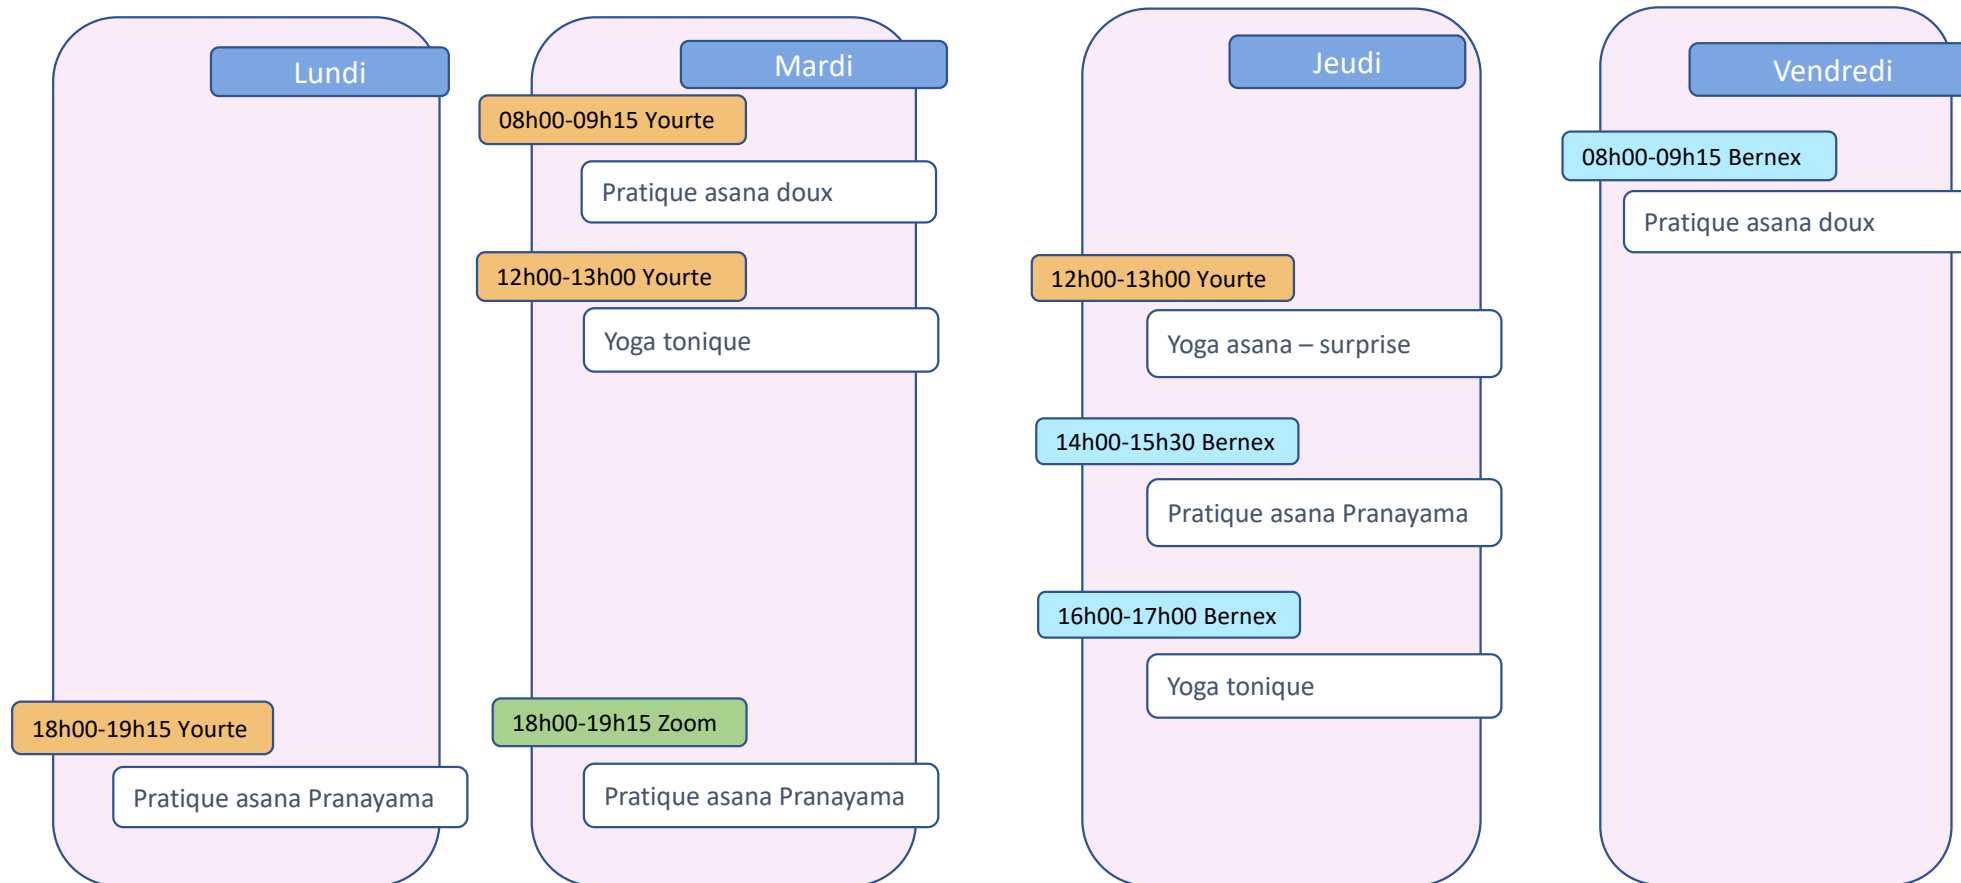 Lundi
18h00-19h15 Yourte
Pratique asana Pranayama
Mardi
08h00-09h15 Yourte
Pratique asana doux
12h00-13h00 Yourte
Yoga tonique
18h00-19h15 Zoom
Pratique asana Pranayama
Jeudi
12h00-13h00 Yourte
Yoga asana – surprise
14h00-15h30 Bernex
Pratique asana Pranayama
16h00-17h00 Bernex
Yoga tonique
Vendredi
08h00-09h15 Bernex
Pratique asana doux